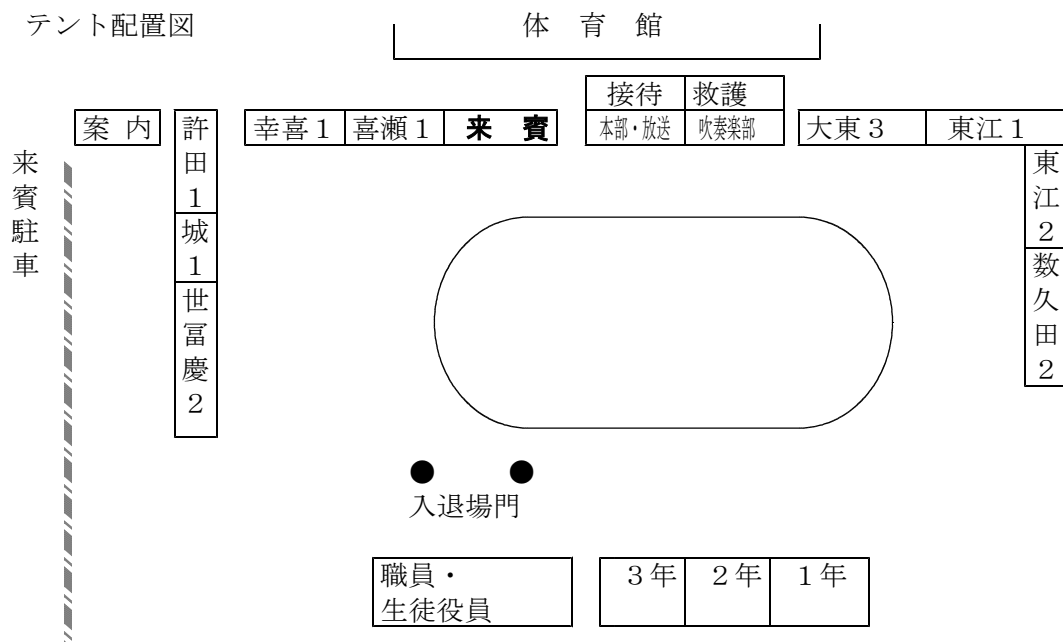 テント配置図
体 育 館
接待 救護
案 内
許田1
幸喜1 喜瀬1 来 賓
本部・放送 吹奏楽部
大東3 東江1
来賓駐車
城1
世冨慶2
東江2
数久田2
入退場門
職員・
生徒役員
3年 2年 1年